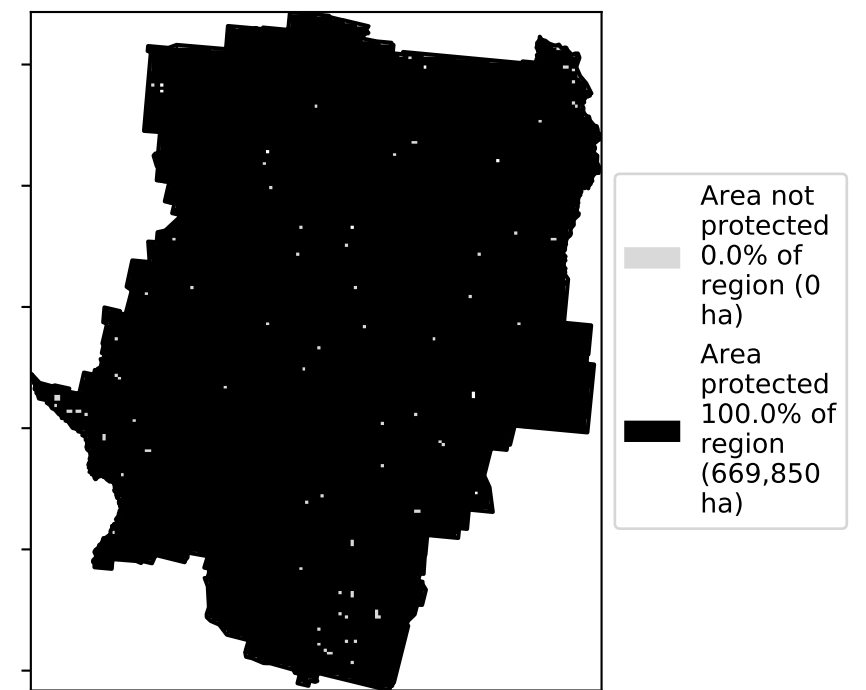 Area not
protected
0.0% of
region (0
ha)
Area
protected
100.0% of
region
(669,850
ha)